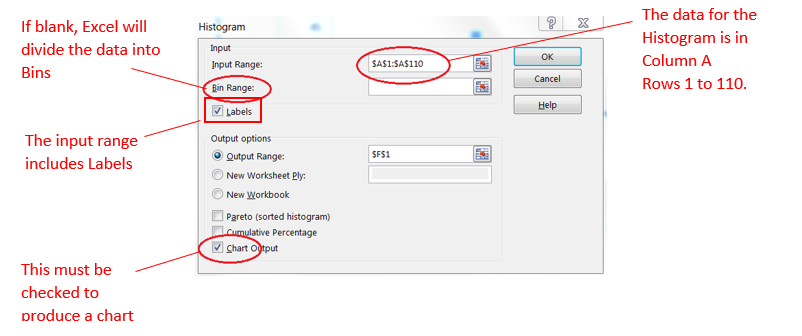 If blank, Excel will
divide the data into
Bins
The input range
includes Labels
This must be
checked to
produce a chart
The data for the
Histogram is in
Column A
Rows 1 to 110.
Histogram
?
Input
Input Range:
$A$1:$A$110
Bin Range:
Labels
OK
Cancel
Help
Output options
Output Range:
$F$1
New Worksheet Ply:
New Workbook
Pareto (sorted histogram)
Cumulative Percentage
Chart Output